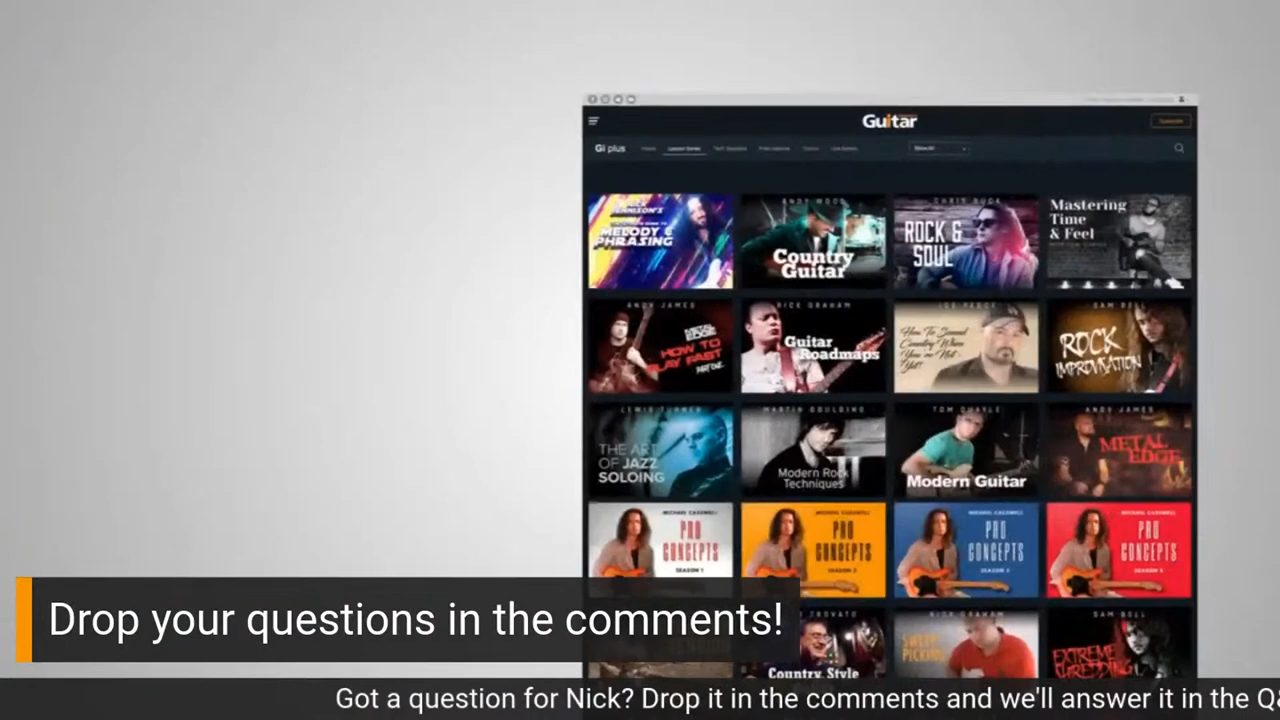 Guitar
Gi plus
MELODY &
PHRASING
ANDY WOOD
Country
Guitar
CHRIS BUCK
ROCK &
SOUL
Mastering
Time
& Feel
ANDY JAMES
METAL
EDGE
HOW TO
PLAY FAST
RICK GRAHAM
Guitar
Roadmaps
How To Sound
Country When
You're Not -
Yet!
SAM BELL
ROCK
IMPROVISATION
LEWIS TURNER
THE ART
OF JAZZ
SOLOING
MARTIN GOULDING
Modern Rock
Techniques
TOM QUAYLE
Modern Guitar
ANDY JAMES
METAL
EDGE
PRO
CONCEPTS
SEASON 1
PRO
CONCEPTS
PRO
CONCEPTS
PRO
CONCEPTS
Drop your questions in the comments!
TROVATO
Country Style
RICK GRAHAM
SWEEP
PICKING
SAM BELL
EXTREME
SHREDDING
Got a question for Nick? Drop it in the comments and we'll answer it in the Q